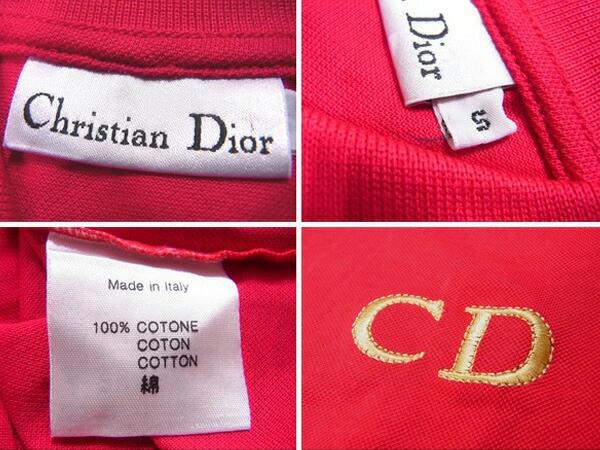 Christian Dior
Dior
S
Made in Italy
100% COTONE
COTON
COTTON
綿
CD